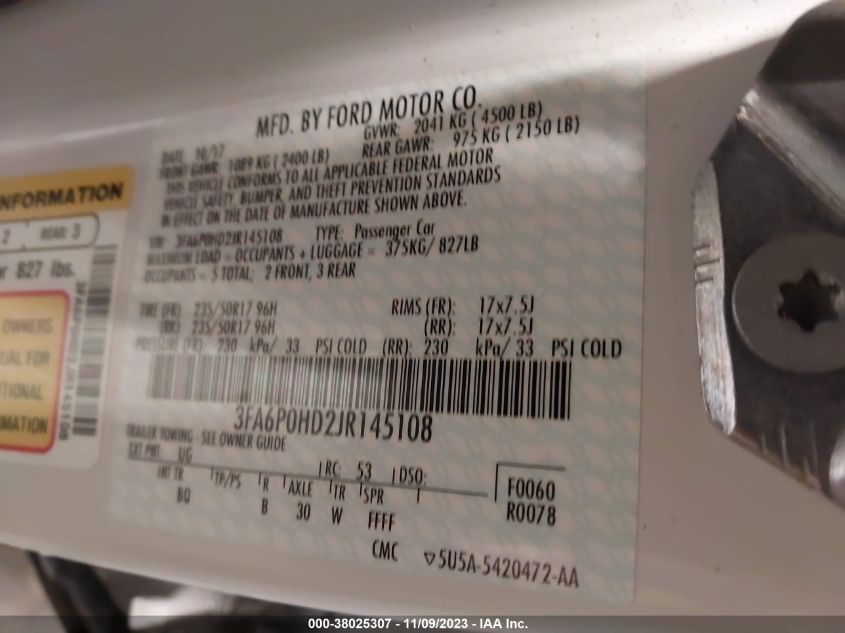 MFD. BY FORD MOTOR CO.
DATE: 10/17 GVWR: 2041 KG ( 4500 LB)
FRONT GAWR: 1089 KG ( 2400 LB) REAR GAWR: 975 KG ( 2150 LB)
THIS VEHICLE CONFORMS TO ALL APPLICABLE FEDERAL MOTOR
VEHICLE SAFETY, BUMPER, AND THEFT PREVENTION STANDARDS
IN EFFECT ON THE DATE OF MANUFACTURE SHOWN ABOVE.
VIN: 3FA6P0HD2JR145108 TYPE: Passenger Car
MAXIMUM LOAD = OCCUPANTS + LUGGAGE = 375KG/ 827LB
OCCUPANTS = 5 TOTAL; 2 FRONT, 3 REAR
TIRE (FR): 235/50R17 96H RIMS (FR): 17x7.5J
(RR): 235/50R17 96H (RR): 17x7.5J
PRESSURE (FR): 230 kPa/ 33 PSI COLD (RR): 230 kPa/ 33 PSI COLD
3FA6P0HD2JR145108
TRAILER TOWING - SEE OWNER GUIDE
EXT PNT: UG RC: 53 DSO:
INT TR TP/PS R AXLE TR SPR
BQ B 30 W FFFF
F0060
R0078
CMC ▽5U5A-5420472-AA
INFORMATION
2 REAR: 3
or 827 lbs.
OWNERS
UAL FOR
ITIONAL
ORMATION
3FA6P0HD2JR145108
000-38025307 - 11/09/2023 - IAA Inc.